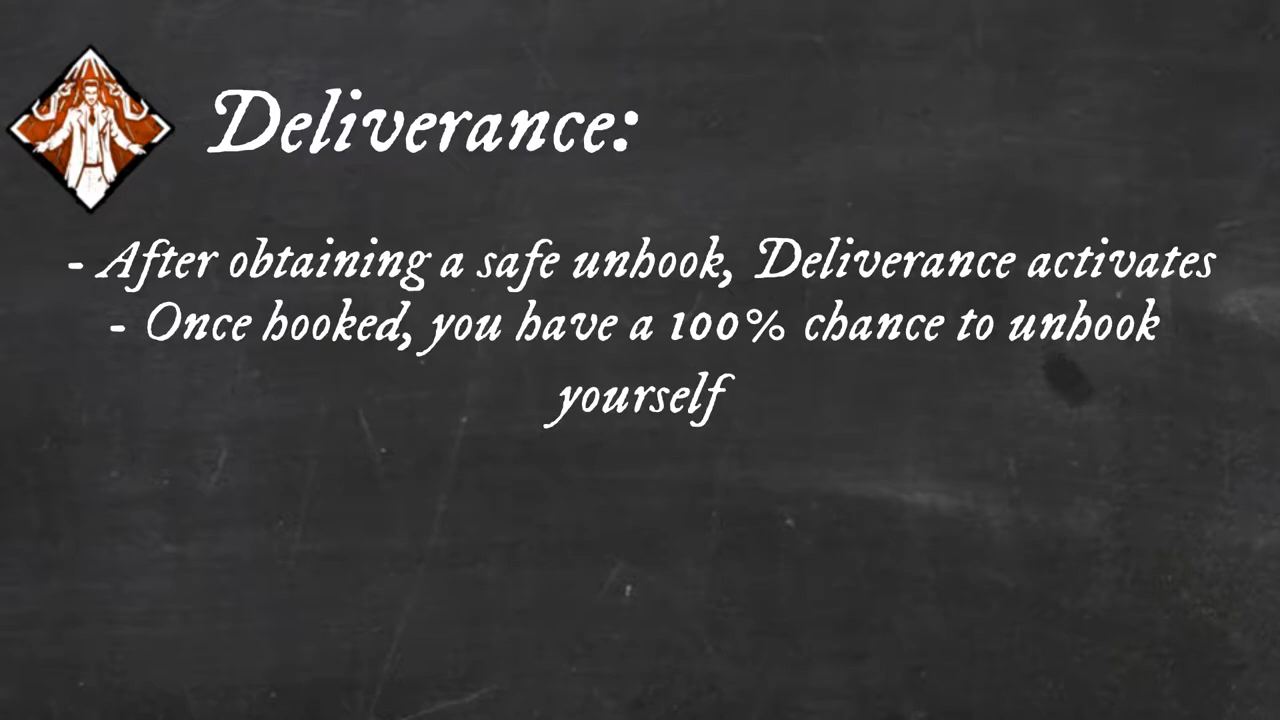 Deliverance:
- After obtaining a safe unhook, Deliverance activates
- Once hooked, you have a 100% chance to unhook
yourself